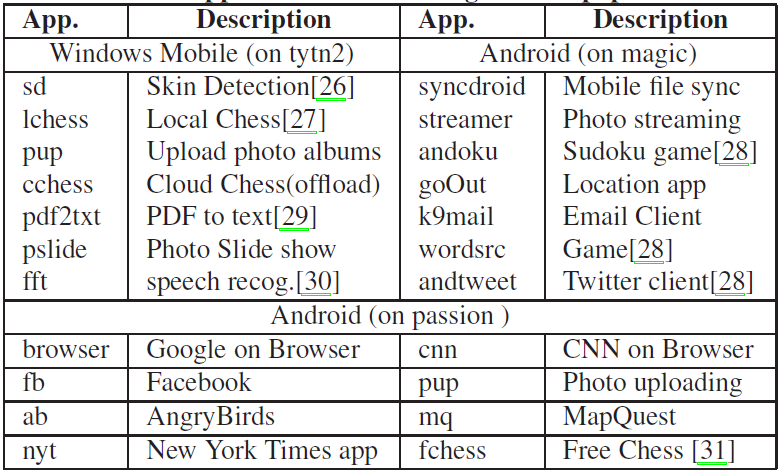 App. Description App. Description
Windows Mobile (on tytn2) Android (on magic)
sd Skin Detection[26] syncdroid Mobile file sync
lchess Local Chess[27] streamer Photo streaming
pup Upload photo albums andoku Sudoku game[28]
cchess Cloud Chess(offload) goOut Location app
pdf2txt PDF to text[29] k9mail Email Client
pslide Photo Slide show wordsrc Game[28]
fft speech recog.[30] andtweet Twitter client[28]
Android (on passion )
browser Google on Browser cnn CNN on Browser
fb Facebook pup Photo uploading
ab AngryBirds mq MapQuest
nyt New York Times app fchess Free Chess [31]